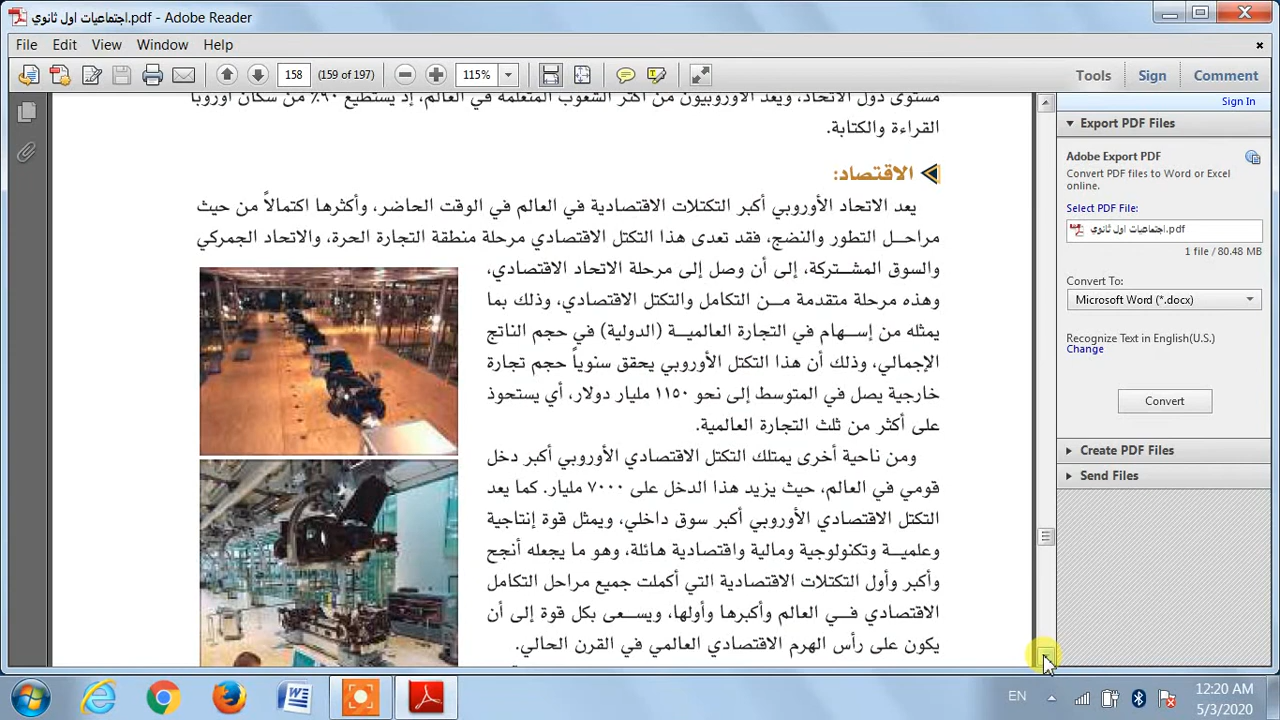 اجتماعيات اول ثانوي.pdf - Adobe Reader
File Edit View Window Help
158 (159 of 197) 115% Tools Sign Comment
مستوى دول الاتحاد، ويعد الأوروبيون من أكثر الشعوب المتعلمة في العالم، إذ يستطيع ٩٠٪ من سكان أوروبا
القراءة والكتابة.
الاقتصاد:
يعد الاتحاد الأوروبي أكبر التكتلات الاقتصادية في العالم في الوقت الحاضر، وأكثرها اكتمالاً من حيث
مراحل التطور والنضج، فقد تعدى هذا التكتل الاقتصادي مرحلة منطقة التجارة الحرة، والاتحاد الجمركي
والسوق المشتركة، إلى أن وصل إلى مرحلة الاتحاد الاقتصادي،
وهذه مرحلة متقدمة من التكامل والتكتل الاقتصادي، وذلك بما
يمثله من إسهام في التجارة العالمية (الدولية) في حجم الناتج
الإجمالي، وذلك أن هذا التكتل الأوروبي يحقق سنوياً حجم تجارة
خارجية يصل في المتوسط إلى نحو ١١٥٠ مليار دولار، أي يستحوذ
على أكثر من ثلث التجارة العالمية.
ومن ناحية أخرى يمتلك التكتل الاقتصادي الأوروبي أكبر دخل
قومي في العالم، حيث يزيد هذا الدخل على ٧٠٠٠ مليار. كما يعد
التكتل الاقتصادي الأوروبي أكبر سوق داخلي، ويمثل قوة إنتاجية
وعلمية وتكنولوجية ومالية واقتصادية هائلة، وهو ما يجعله أنجح
وأكبر وأول التكتلات الاقتصادية التي أكملت جميع مراحل التكامل
الاقتصادي في العالم وأكبرها وأولها، ويسعى بكل قوة إلى أن
يكون على رأس الهرم الاقتصادي العالمي في القرن الحالي.
Sign In
Export PDF Files
Adobe Export PDF
Convert PDF files to Word or Excel
online.
Select PDF File:
اجتماعيات اول ثانوي.pdf
1 file / 80.48 MB
Convert To:
Microsoft Word (*.docx)
Recognize Text in English(U.S.)
Change
Convert
Create PDF Files
Send Files
EN 12:20 AM
5/3/2020